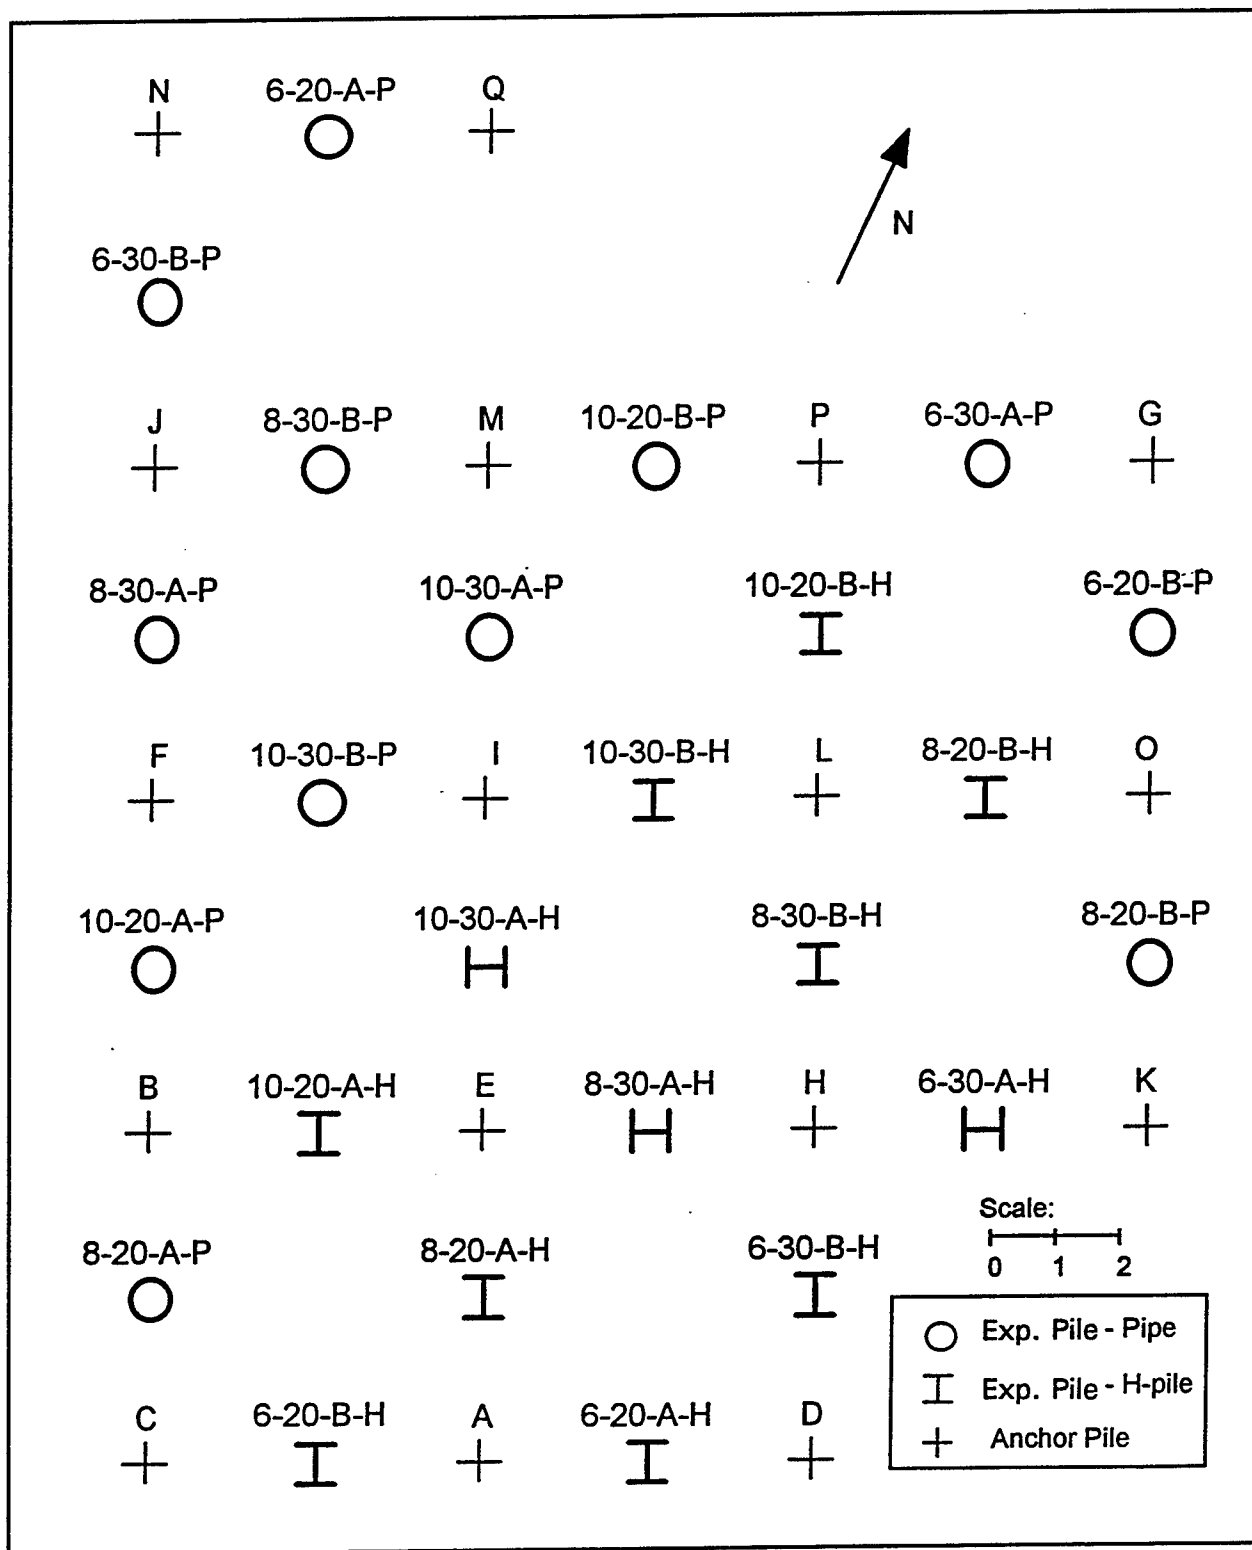 N 6-20-A-P Q
N
6-30-B-P
J 8-30-B-P M 10-20-B-P P 6-30-A-P G
8-30-A-P 10-30-A-P 10-20-B-H 6-20-B-P
F 10-30-B-P I 10-30-B-H L 8-20-B-H O
10-20-A-P 10-30-A-H 8-30-B-H 8-20-B-P
B 10-20-A-H E 8-30-A-H H 6-30-A-H K
Scale:
8-20-A-P 8-20-A-H 6-30-B-H
0 1 2
Exp. Pile - Pipe
Exp. Pile - H-pile
Anchor Pile
C 6-20-B-H A 6-20-A-H D